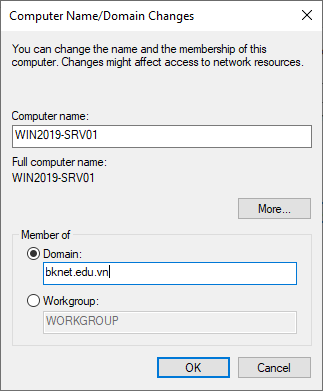 Computer Name/Domain Changes
You can change the name and the membership of this
computer. Changes might affect access to network resources.
Computer name:
WIN2019-SRV01
Full computer name:
WIN2019-SRV01
More...
Member of
Domain:
bknet.edu.vn
Workgroup:
WORKGROUP
OK
Cancel